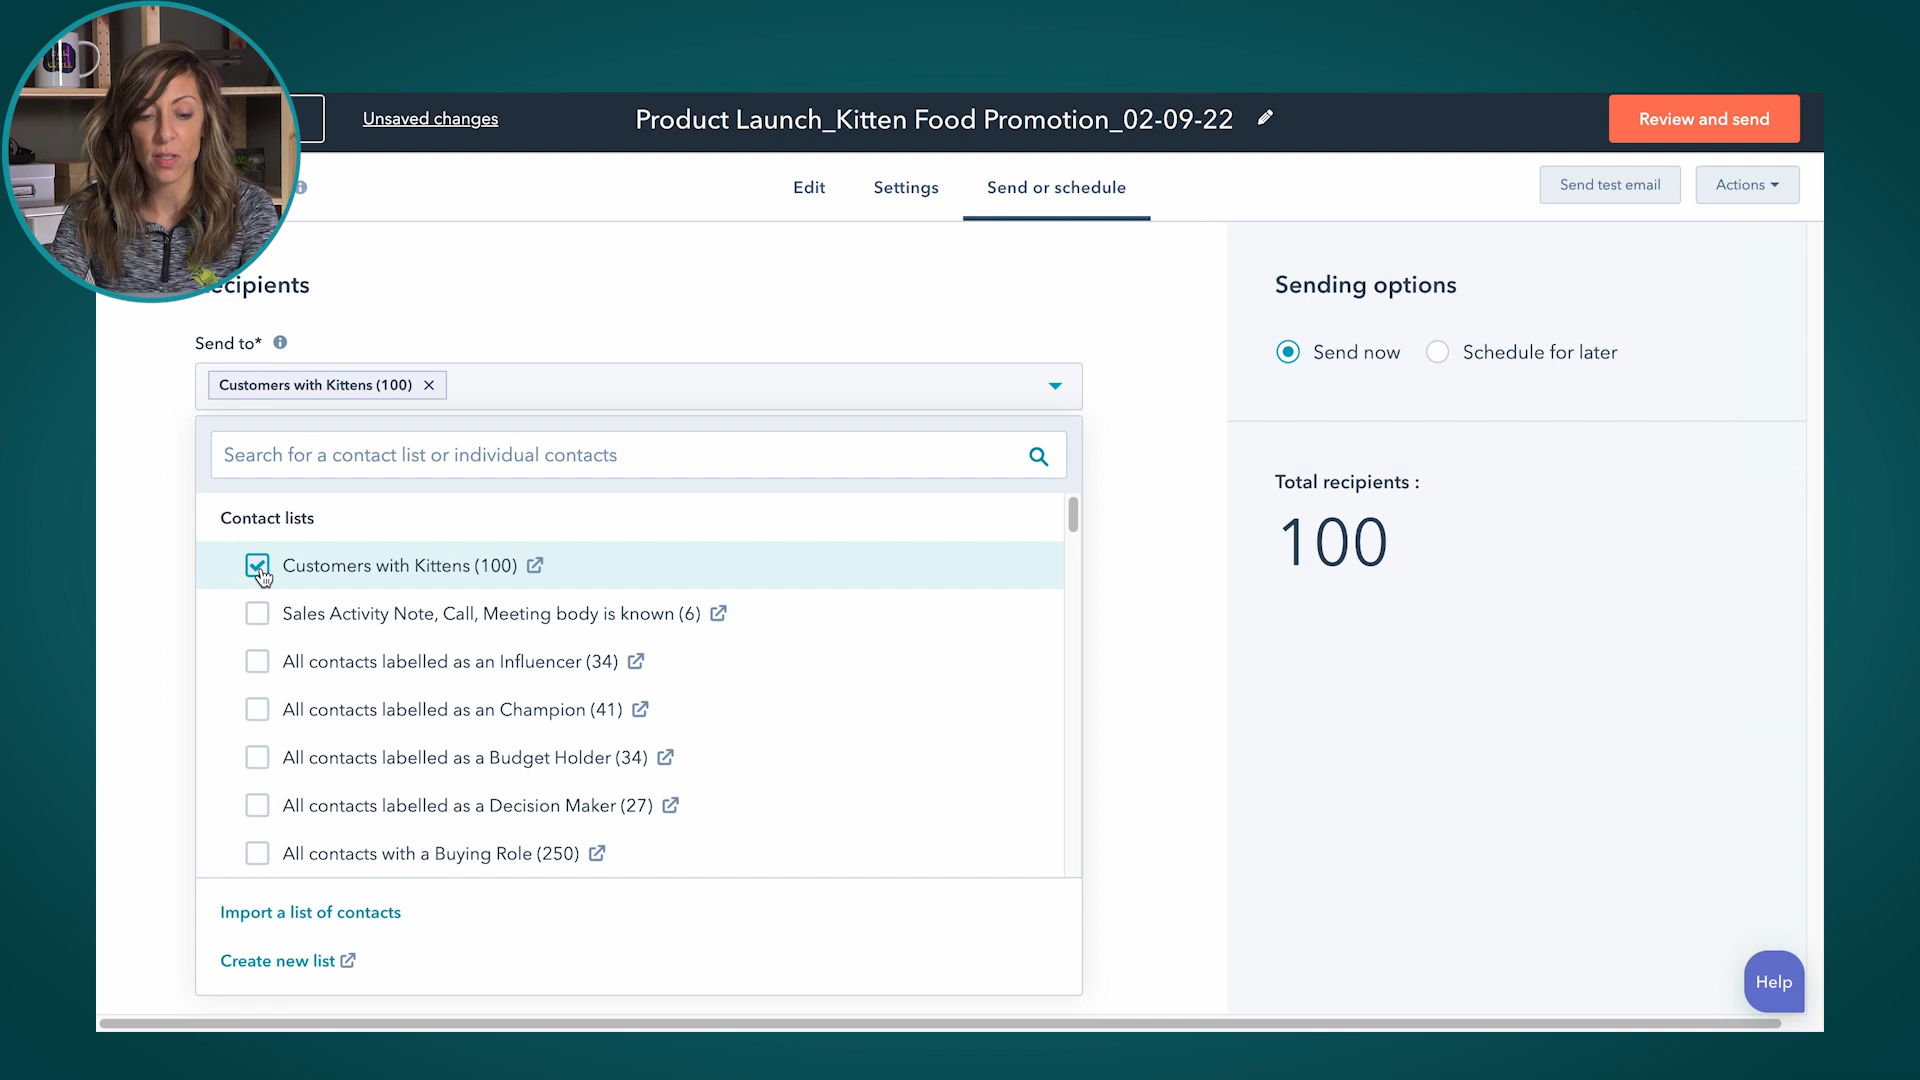 Unsaved changes
Product Launch_Kitten Food Promotion_02-09-22
Review and send
Edit
Settings
Send or schedule
Send test email
Actions
ecipients
Send to*
Customers with Kittens (100)
Search for a contact list or individual contacts
Contact lists
Customers with Kittens (100)
Sales Activity Note, Call, Meeting body is known (6)
All contacts labelled as an Influencer (34)
All contacts labelled as an Champion (41)
All contacts labelled as a Budget Holder (34)
All contacts labelled as a Decision Maker (27)
All contacts with a Buying Role (250)
Import a list of contacts
Create new list
Sending options
Send now
Schedule for later
Total recipients :
100
Help